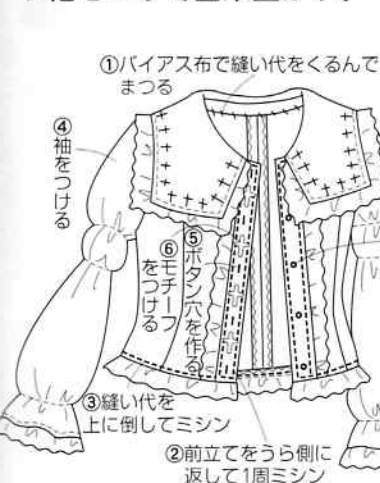 ①バイアス布で縫い代をくるんで
まつる
④袖をつける
⑤ボタン穴を作る
⑥モチーフ
をつける
③縫い代を
上に倒してミシン
②前立てをうら側に
返して1周ミシン